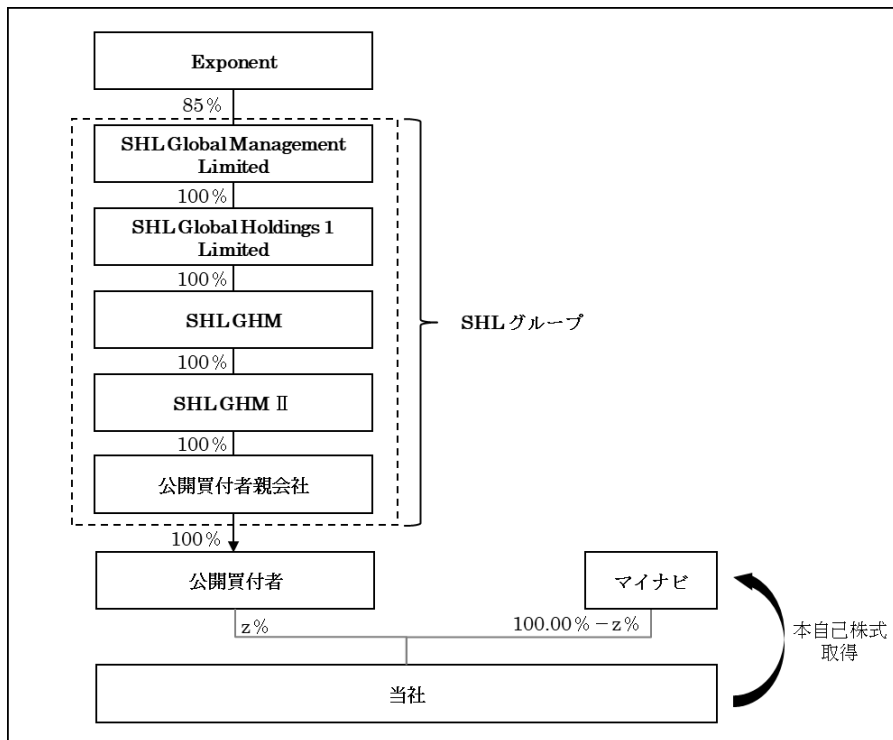 Exponent
85%
SHL Global Management
Limited
100%
SHL Global Holdings 1
Limited
100%
SHL GHM
SHL グループ
100%
SHL GHM Ⅱ
100%
公開買付者親会社
100%
公開買付者
マイナビ
z%
100.00%－z%
本自己株式
取得
当社